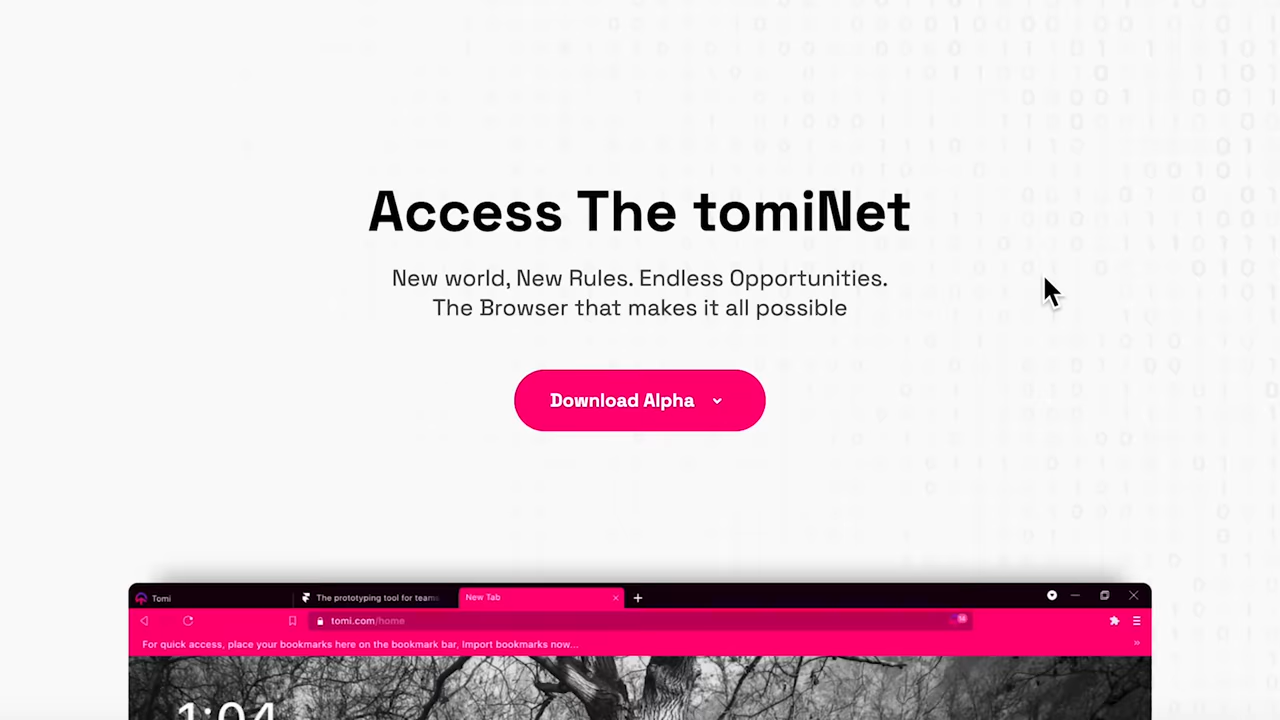 Access The tomiNet
New world, New Rules. Endless Opportunities.
The Browser that makes it all possible
Download Alpha
Tomi
The prototyping tool for teams
New Tab
tomi.com/home
For quick access, place your bookmarks here on the bookmark bar, Import bookmarks now...
1:04